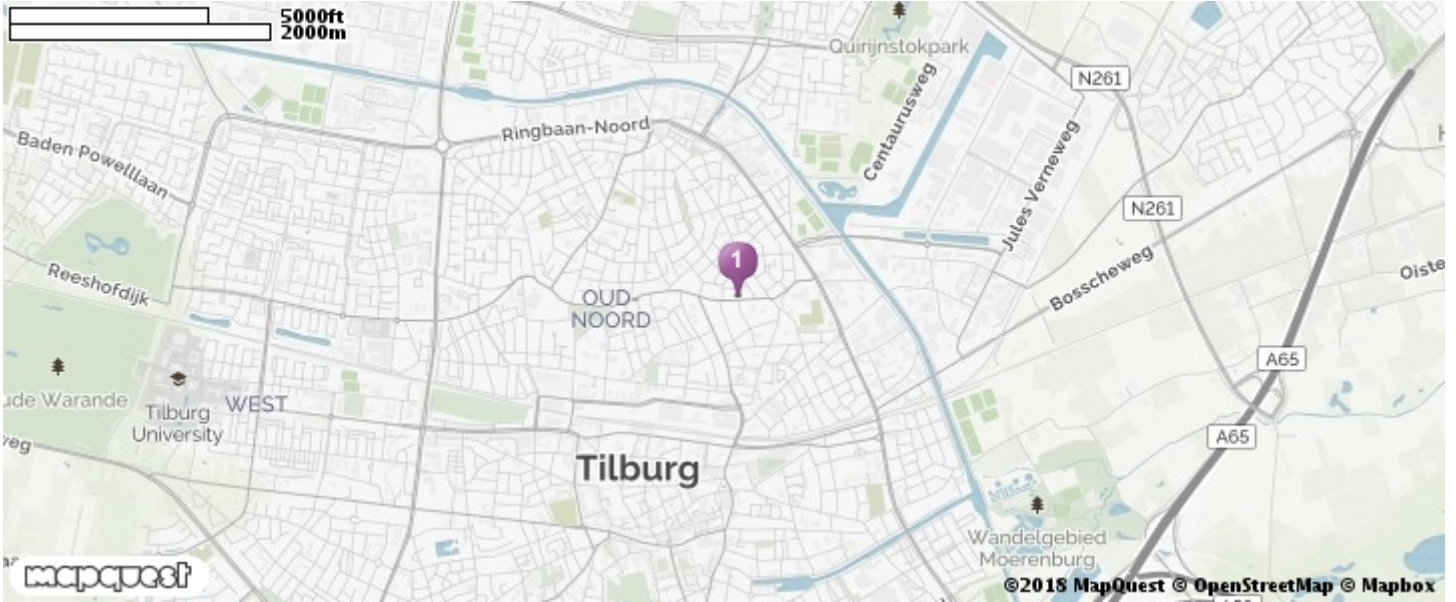 5000ft
2000m
Quirijnstokpark
N261
Centaurusweg
Ringbaan-Noord
Baden Powelllaan
Jules Verneweg
N261
Bosscheweg
Oiste
Reeshofdijk
1
OUD-
NOORD
A65
ude Warande
Tilburg
University
WEST
A65
weg
Tilburg
Wandelgebied
Moerenburg
mapquest
©2018 MapQuest © OpenStreetMap © Mapbox